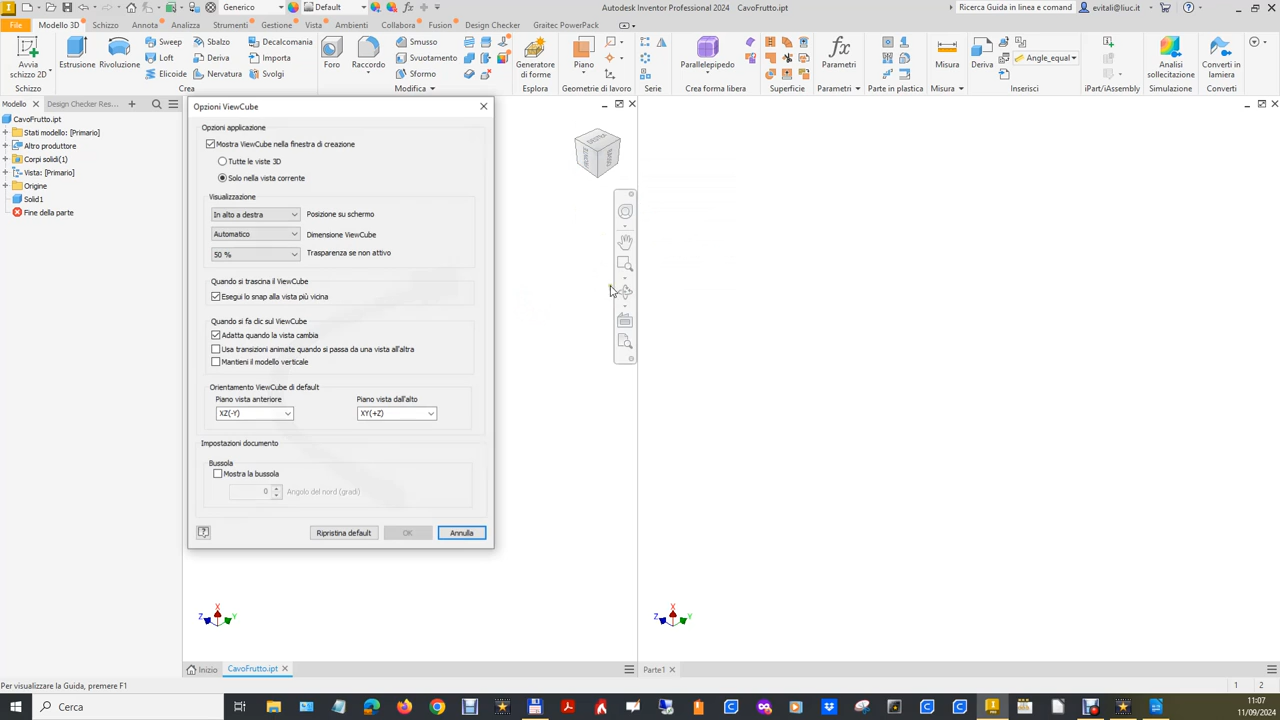 Generico
Default
Autodesk Inventor Professional 2024 CavoFrutto.ipt
Ricerca Guida in linea e comandi
evitali@liuc.it
File Modello 3D Schizzo Annota Analizza Strumenti Gestione Vista Ambienti Collabora Fusion Design Checker Graitec PowerPack
Avvia
schizzo 2D
Estrusione
Rivoluzione
Sweep
Loft
Elicoide
Sbalzo
Deriva
Nervatura
Decalcomania
Importa
Svolgi
Foro
Raccordo
Smusso
Svuotamento
Sformo
Generatore
di forme
Piano
Parallelepipedo
Parametri
Misura
Deriva
Angle_equal
Analisi
sollecitazione
Converti
in lamiera
Schizzo
Crea
Modifica
Esplora
Geometrie di lavoro
Serie
Crea forma libera
Superficie
Parametri
Parte in plastica
Misura
Inserisci
iPart/iAssembly
Simulazione
Converti
Modello
Design Checker Res...
CavoFrutto.ipt
Stati modello: [Primario]
Altro produttore
Corpi solidi(1)
Vista: [Primario]
Origine
Solid1
Fine della parte
Opzioni ViewCube
Opzioni applicazione
Mostra ViewCube nella finestra di creazione
Tutte le viste 3D
Solo nella vista corrente
Visualizzazione
In alto a destra Posizione su schermo
Automatico Dimensione ViewCube
50 % Trasparenza se non attivo
Quando si trascina il ViewCube
Esegui lo snap alla vista più vicina
Quando si fa clic sul ViewCube
Adatta quando la vista cambia
Usa transizioni animate quando si passa da una vista all'altra
Mantieni il modello verticale
Orientamento ViewCube di default
Piano vista anteriore Piano vista dall'alto
XZ(-Y) XY(+Z)
Impostazioni documento
Bussola
Mostra la bussola
0 Angolo del nord (gradi)
Ripristina default OK Annulla
Z X Y
Z X Y
Inizio CavoFrutto.ipt
Parte1
Per visualizzare la Guida, premere F1
1 2
Cerca
11:07
11/09/2024